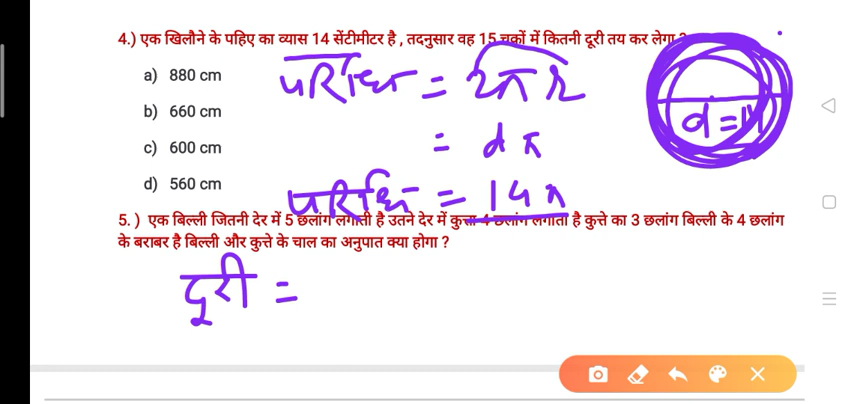 4.) एक खिलौने के पहिए का व्यास 14 सेंटीमीटर है , तदनुसार वह 15 चक्रों में कितनी दूरी तय कर लेगा ?
a) 880 cm
b) 660 cm
c) 600 cm
d) 560 cm
परिधि = 2πr
= dπ
परिधि = 14π
d = 14
5. ) एक बिल्ली जितनी देर में 5 छलांग लगाती है उतने देर में कुत्ता 4 छलांग लगाता है कुत्ते का 3 छलांग बिल्ली के 4 छलांग
के बराबर है बिल्ली और कुत्ते के चाल का अनुपात क्या होगा ?
दूरी =